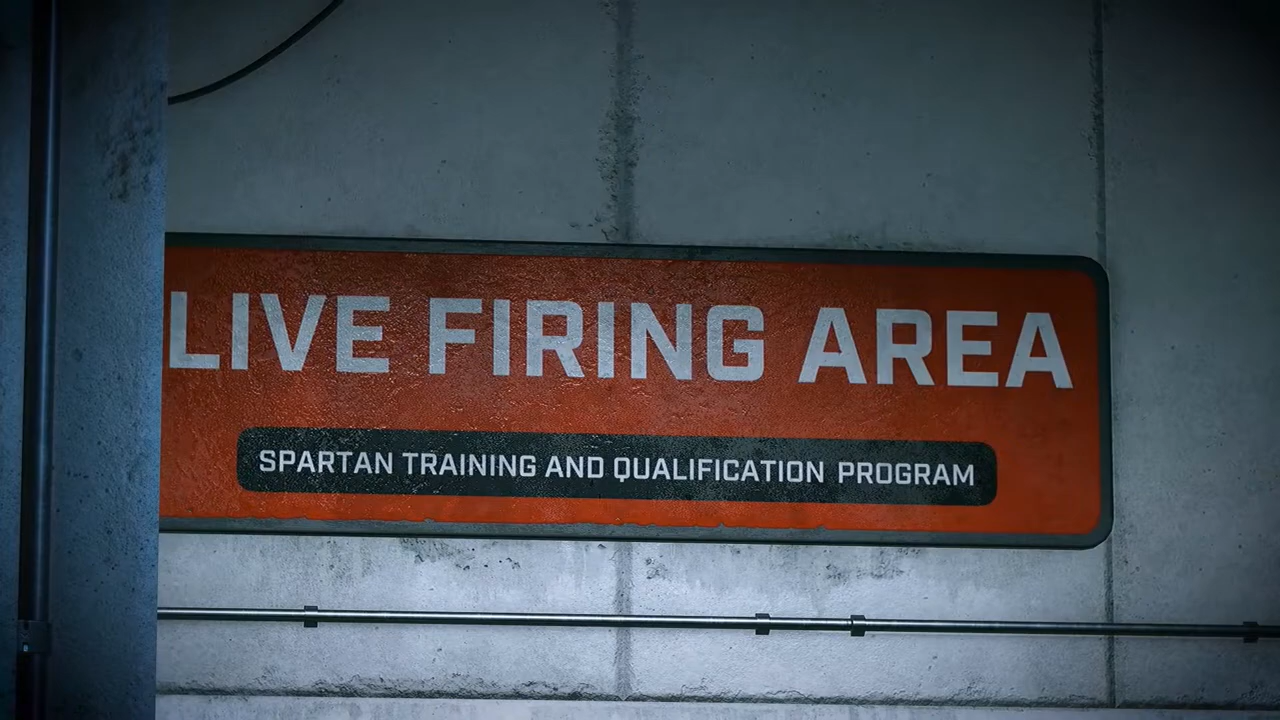 LIVE FIRING AREA
SPARTAN TRAINING AND QUALIFICATION PROGRAM